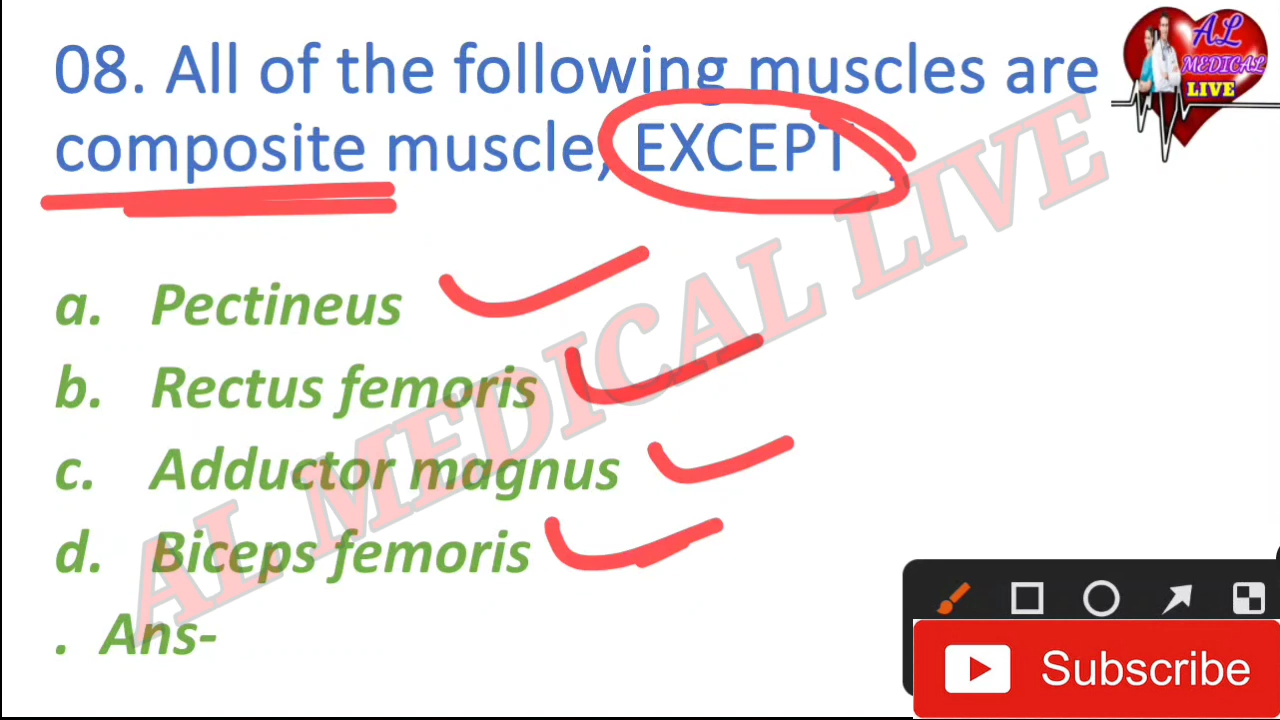 08. All of the following muscles are
composite muscle, EXCEPT ,
a. Pectineus
b. Rectus femoris
c. Adductor magnus
d. Biceps femoris
. Ans-
AL MEDICAL LIVE
AL
MEDICAL
LIVE
Subscribe